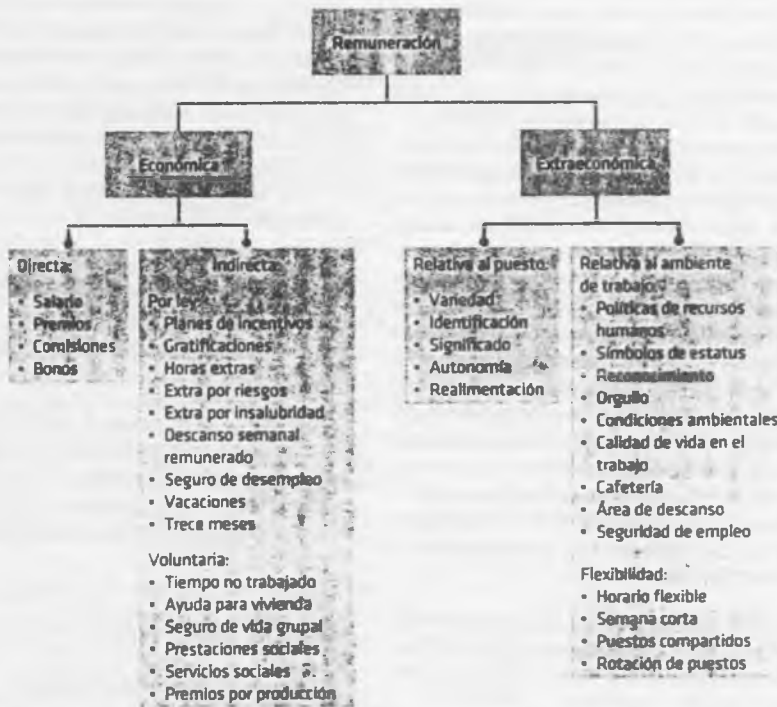 Remuneración
Económica
Extraeconómica
Directa:
• Salario
• Premios
• Comisiones
• Bonos
Indirecta:
Por ley:
• Planes de incentivos
• Gratificaciones
• Horas extras
• Extra por riesgos
• Extra por insalubridad
• Descanso semanal
remunerado
• Seguro de desempleo
• Vacaciones
• Trece meses
Voluntaria:
• Tiempo no trabajado
• Ayuda para vivienda
• Seguro de vida grupal
• Prestaciones sociales
• Servicios sociales
• Premios por producción
Relativa al puesto:
• Variedad
• Identificación
• Significado
• Autonomía
• Realimentación
Relativa al ambiente
de trabajo:
• Políticas de recursos
humanos
• Símbolos de estatus
• Reconocimiento
• Orgullo
• Condiciones ambientales
• Calidad de vida en el
trabajo
• Cafetería
• Área de descanso
• Seguridad de empleo
Flexibilidad:
• Horario flexible
• Semana corta
• Puestos compartidos
• Rotación de puestos